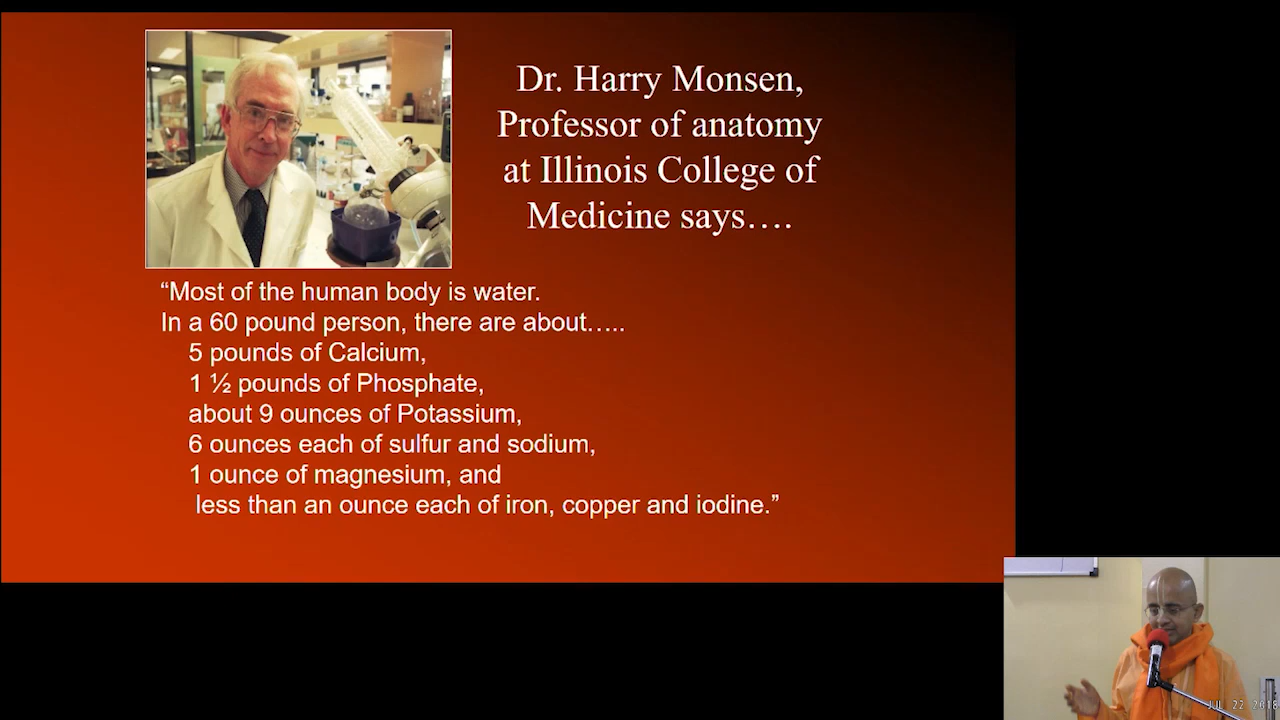 Dr. Harry Monsen,
Professor of anatomy
at Illinois College of
Medicine says….
“Most of the human body is water.
In a 60 pound person, there are about…..
5 pounds of Calcium,
1 ½ pounds of Phosphate,
about 9 ounces of Potassium,
6 ounces each of sulfur and sodium,
1 ounce of magnesium, and
less than an ounce each of iron, copper and iodine.”
JUL 22 2018